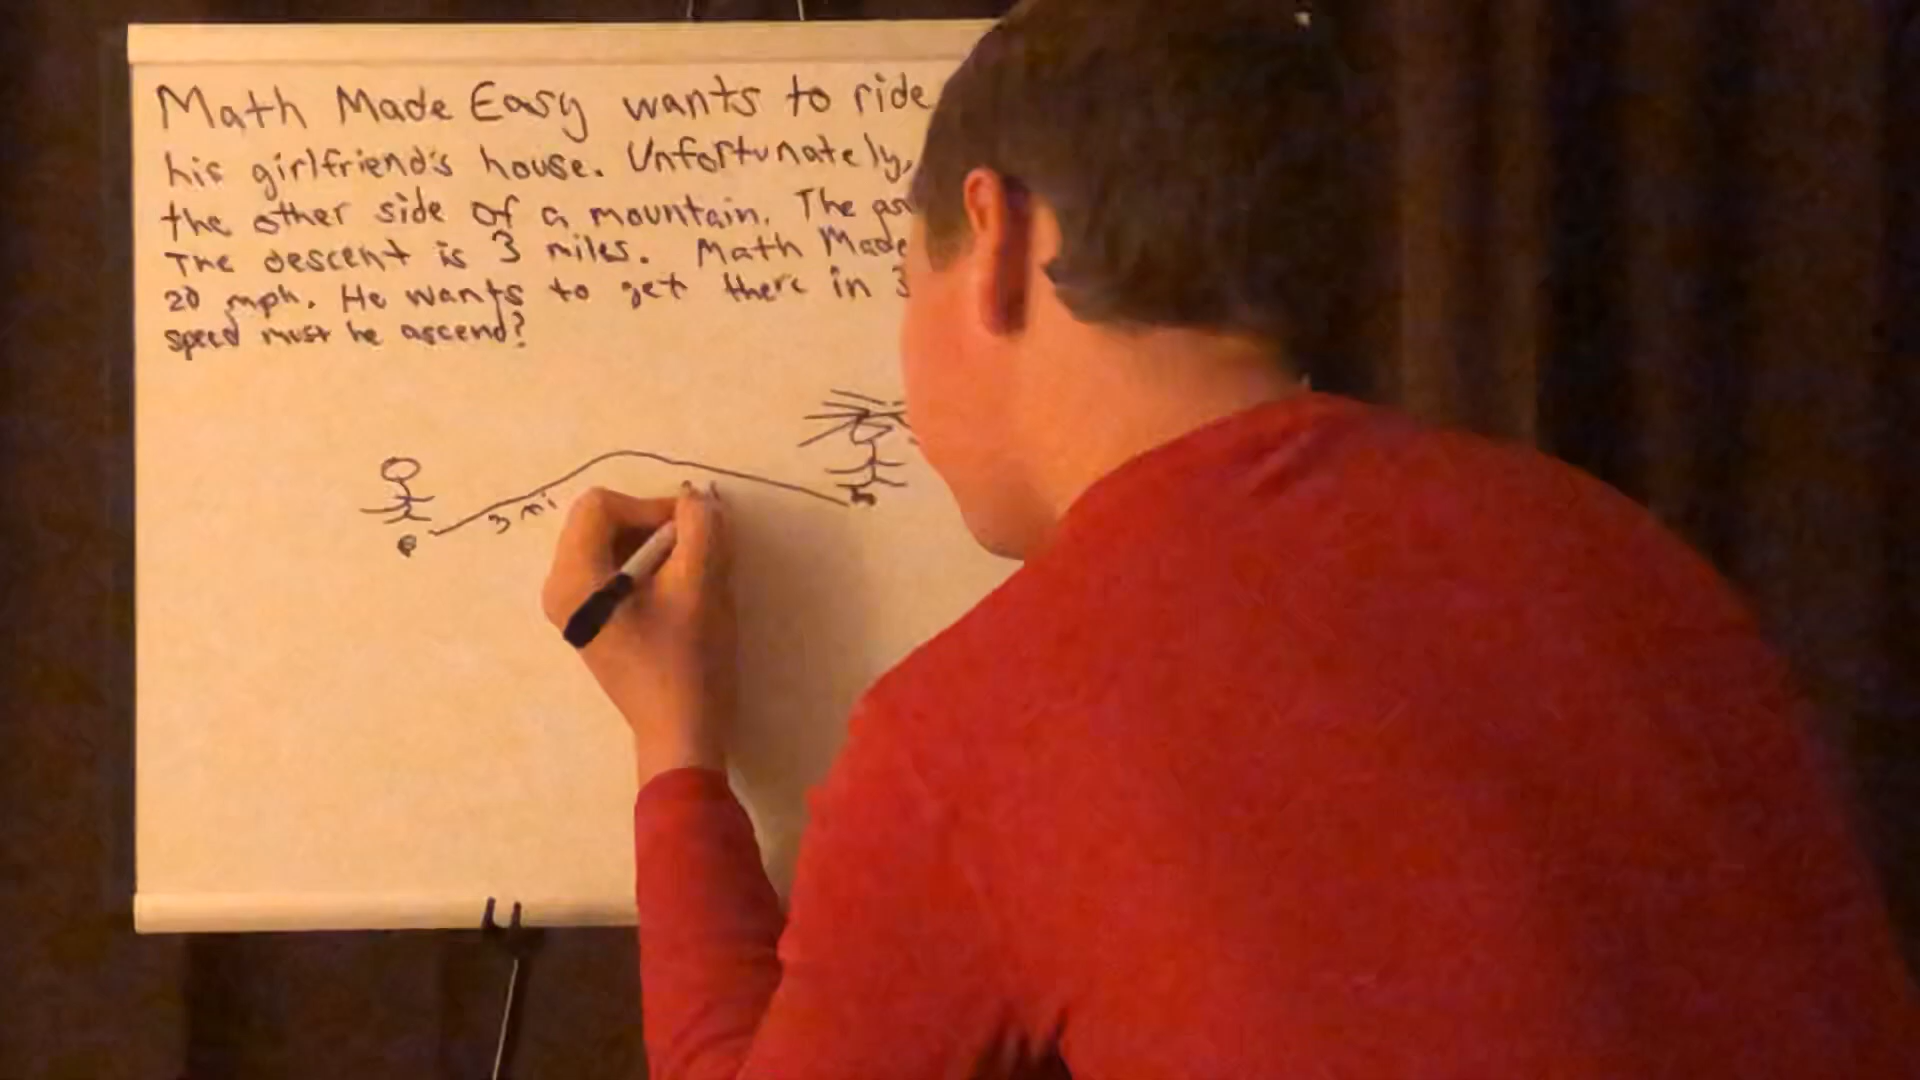 Math Made Easy wants to ride
his girlfriend's house. Unfortunately,
the other side of a mountain. The
The descent is 3 miles. Math Made
20 mph. He wants to get there in 3
speed must he ascend?
3 mi